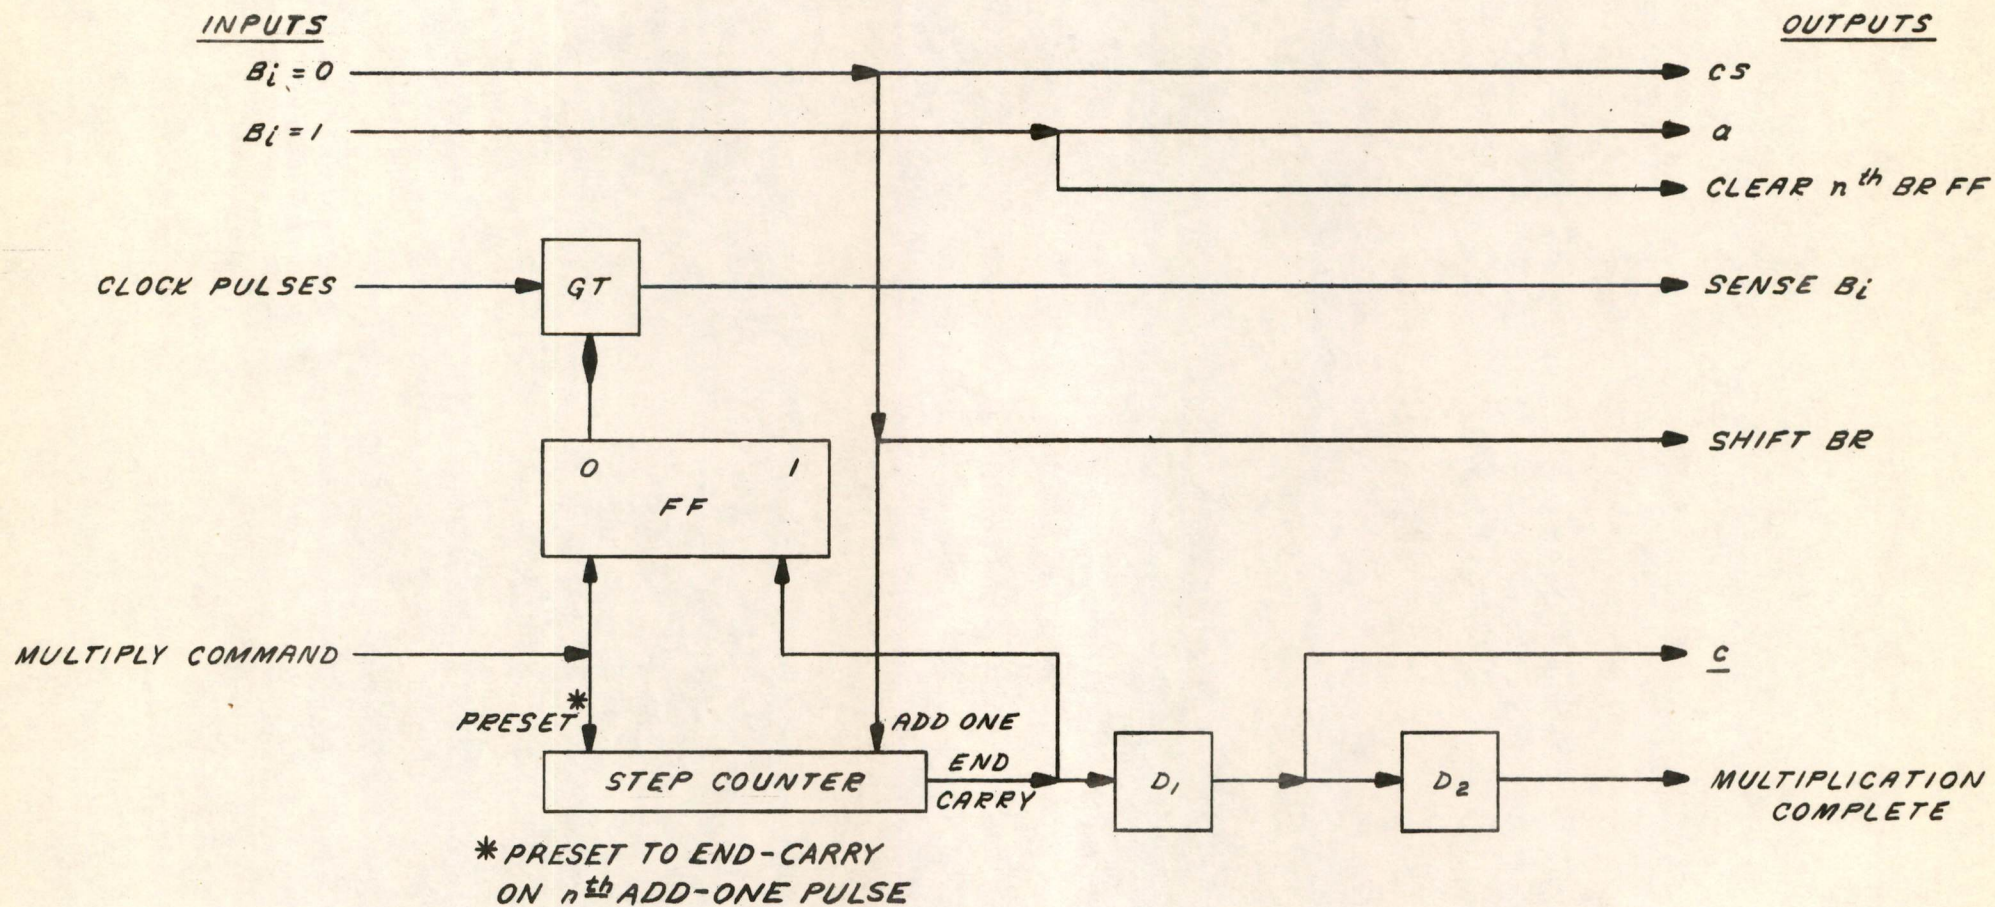 INPUTS
OUTPUTS
Bi = 0
cs
Bi = 1
a
CLEAR nth BR FF
CLOCK PULSES
GT
SENSE Bi
0 1
FF
SHIFT BR
MULTIPLY COMMAND
c
*
PRESET
ADD ONE
STEP COUNTER
END
CARRY
D1
D2
MULTIPLICATION
COMPLETE
* PRESET TO END-CARRY
ON nth ADD-ONE PULSE